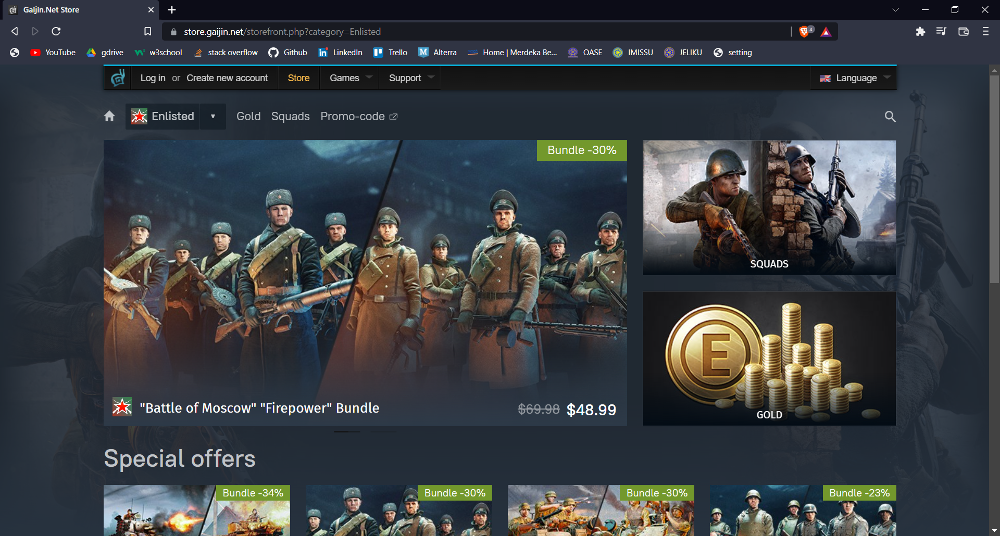 Gaijin.Net Store
store.gaijin.net/storefront.php?category=Enlisted
4
YouTube gdrive w3school stack overflow Github LinkedIn Trello Alterra Home | Merdeka Be... OASE IMISSU JELIKU setting
Log in or Create new account Store Games Support Language
Enlisted Gold Squads Promo-code
Bundle -30%
SQUADS
"Battle of Moscow" "Firepower" Bundle $69.98 $48.99
E
GOLD
Special offers
Bundle -34% Bundle -30% Bundle -30% Bundle -23%